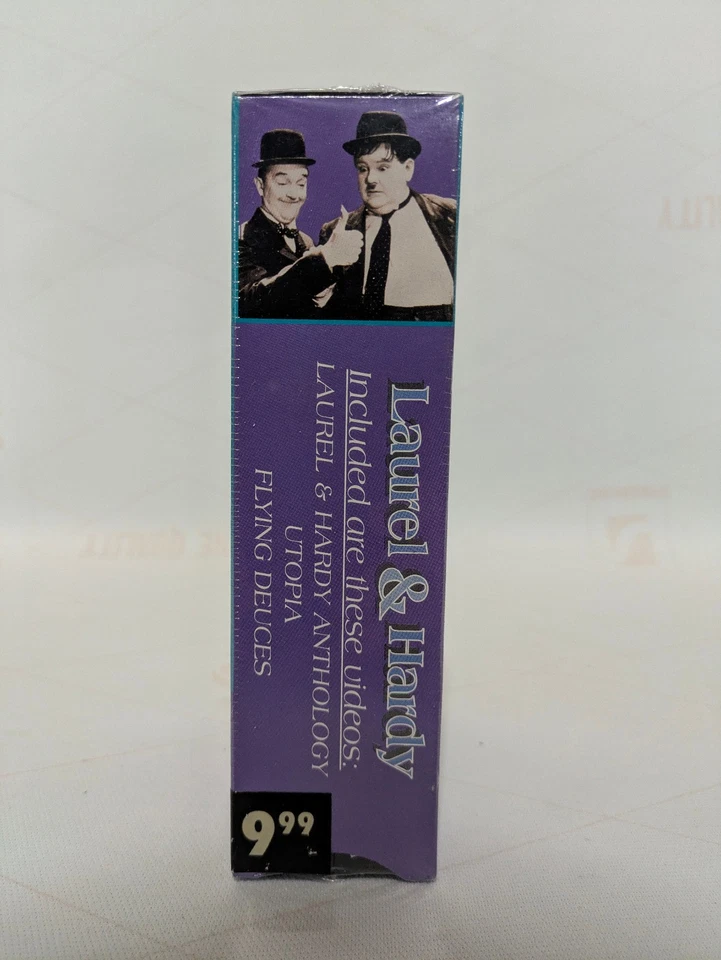 Laurel & Hardy
Included are these videos:
LAUREL & HARDY ANTHOLOGY
UTOPIA
FLYING DEUCES
9.99